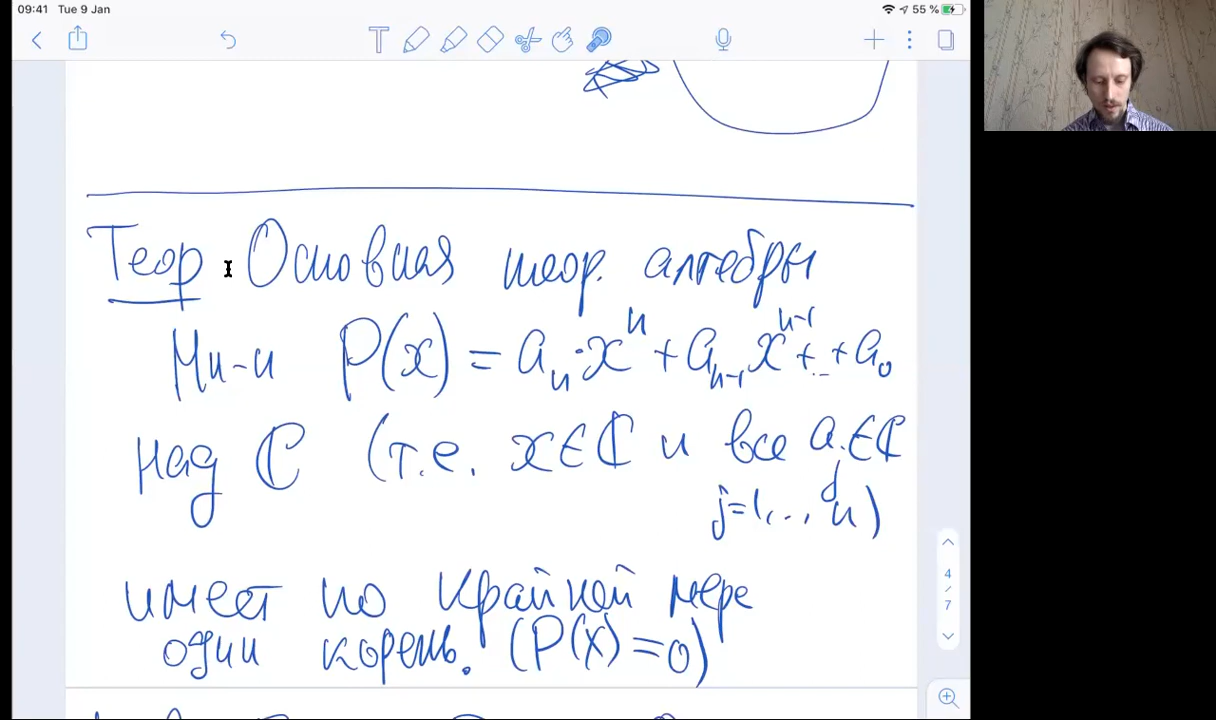 09:41 Tue 9 Jan
55 %
Теор. Основная теор. алгебры
Мн-н P(x) = aₙ·xⁿ + aₙ₋₁xⁿ⁻¹ + .. + a₀
над ℂ (т.е. x∈ℂ и все aⱼ∈ℂ
j=1,.., n)
имеет по крайней мере
один корень. (P(x)=0)
4
/
7